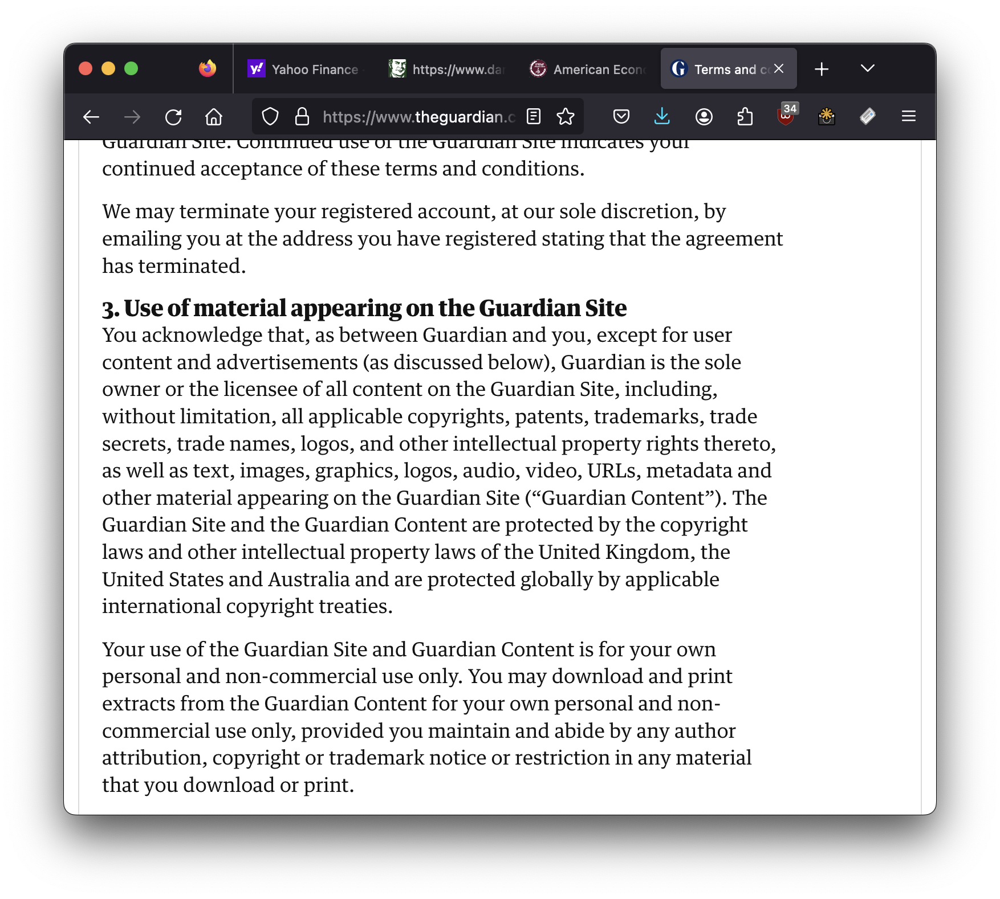 Yahoo Finance
https://www.da
American Econ
Terms and c
https://www.theguardian.c
34
Guardian Site. Continued use of the Guardian Site indicates your
continued acceptance of these terms and conditions.
We may terminate your registered account, at our sole discretion, by
emailing you at the address you have registered stating that the agreement
has terminated.
3. Use of material appearing on the Guardian Site
You acknowledge that, as between Guardian and you, except for user
content and advertisements (as discussed below), Guardian is the sole
owner or the licensee of all content on the Guardian Site, including,
without limitation, all applicable copyrights, patents, trademarks, trade
secrets, trade names, logos, and other intellectual property rights thereto,
as well as text, images, graphics, logos, audio, video, URLs, metadata and
other material appearing on the Guardian Site (“Guardian Content”). The
Guardian Site and the Guardian Content are protected by the copyright
laws and other intellectual property laws of the United Kingdom, the
United States and Australia and are protected globally by applicable
international copyright treaties.
Your use of the Guardian Site and Guardian Content is for your own
personal and non-commercial use only. You may download and print
extracts from the Guardian Content for your own personal and non-
commercial use only, provided you maintain and abide by any author
attribution, copyright or trademark notice or restriction in any material
that you download or print.